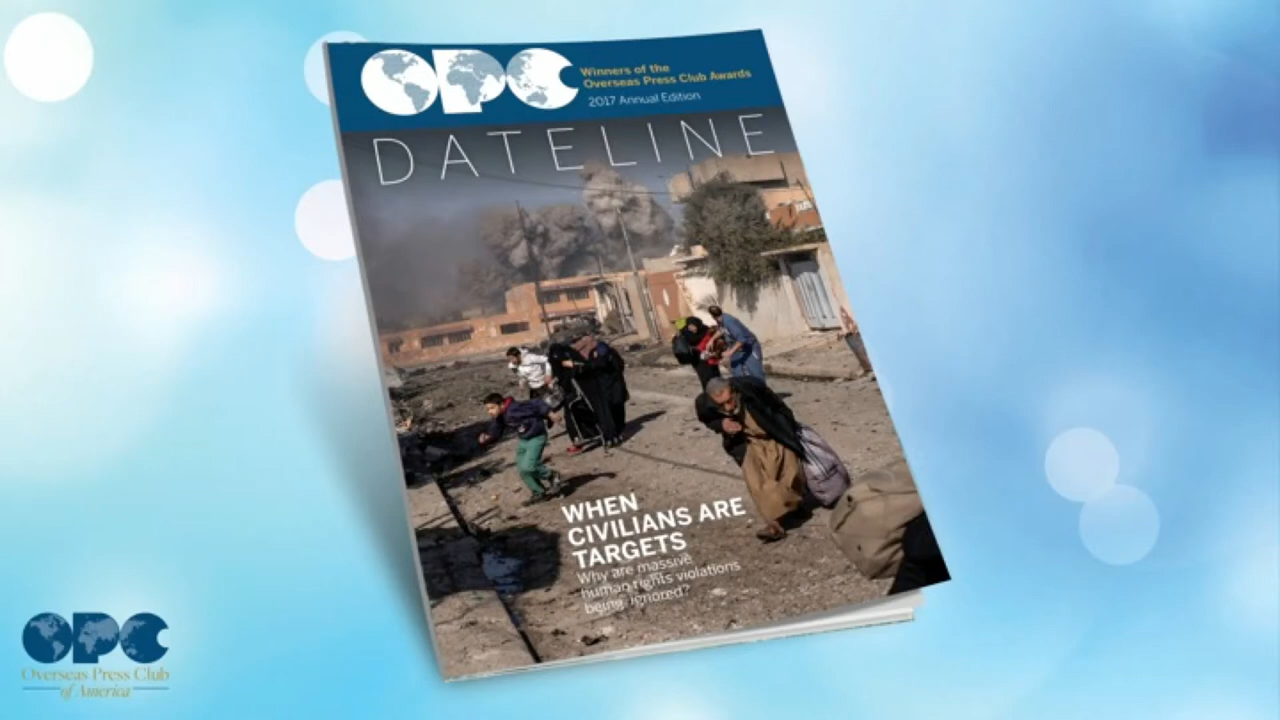 OPC
Winners of the
Overseas Press Club Awards
2017 Annual Edition
DATELINE
WHEN
CIVILIANS ARE
TARGETS
Why are massive
human rights violations
being ignored?
OPC
Overseas Press Club
of America